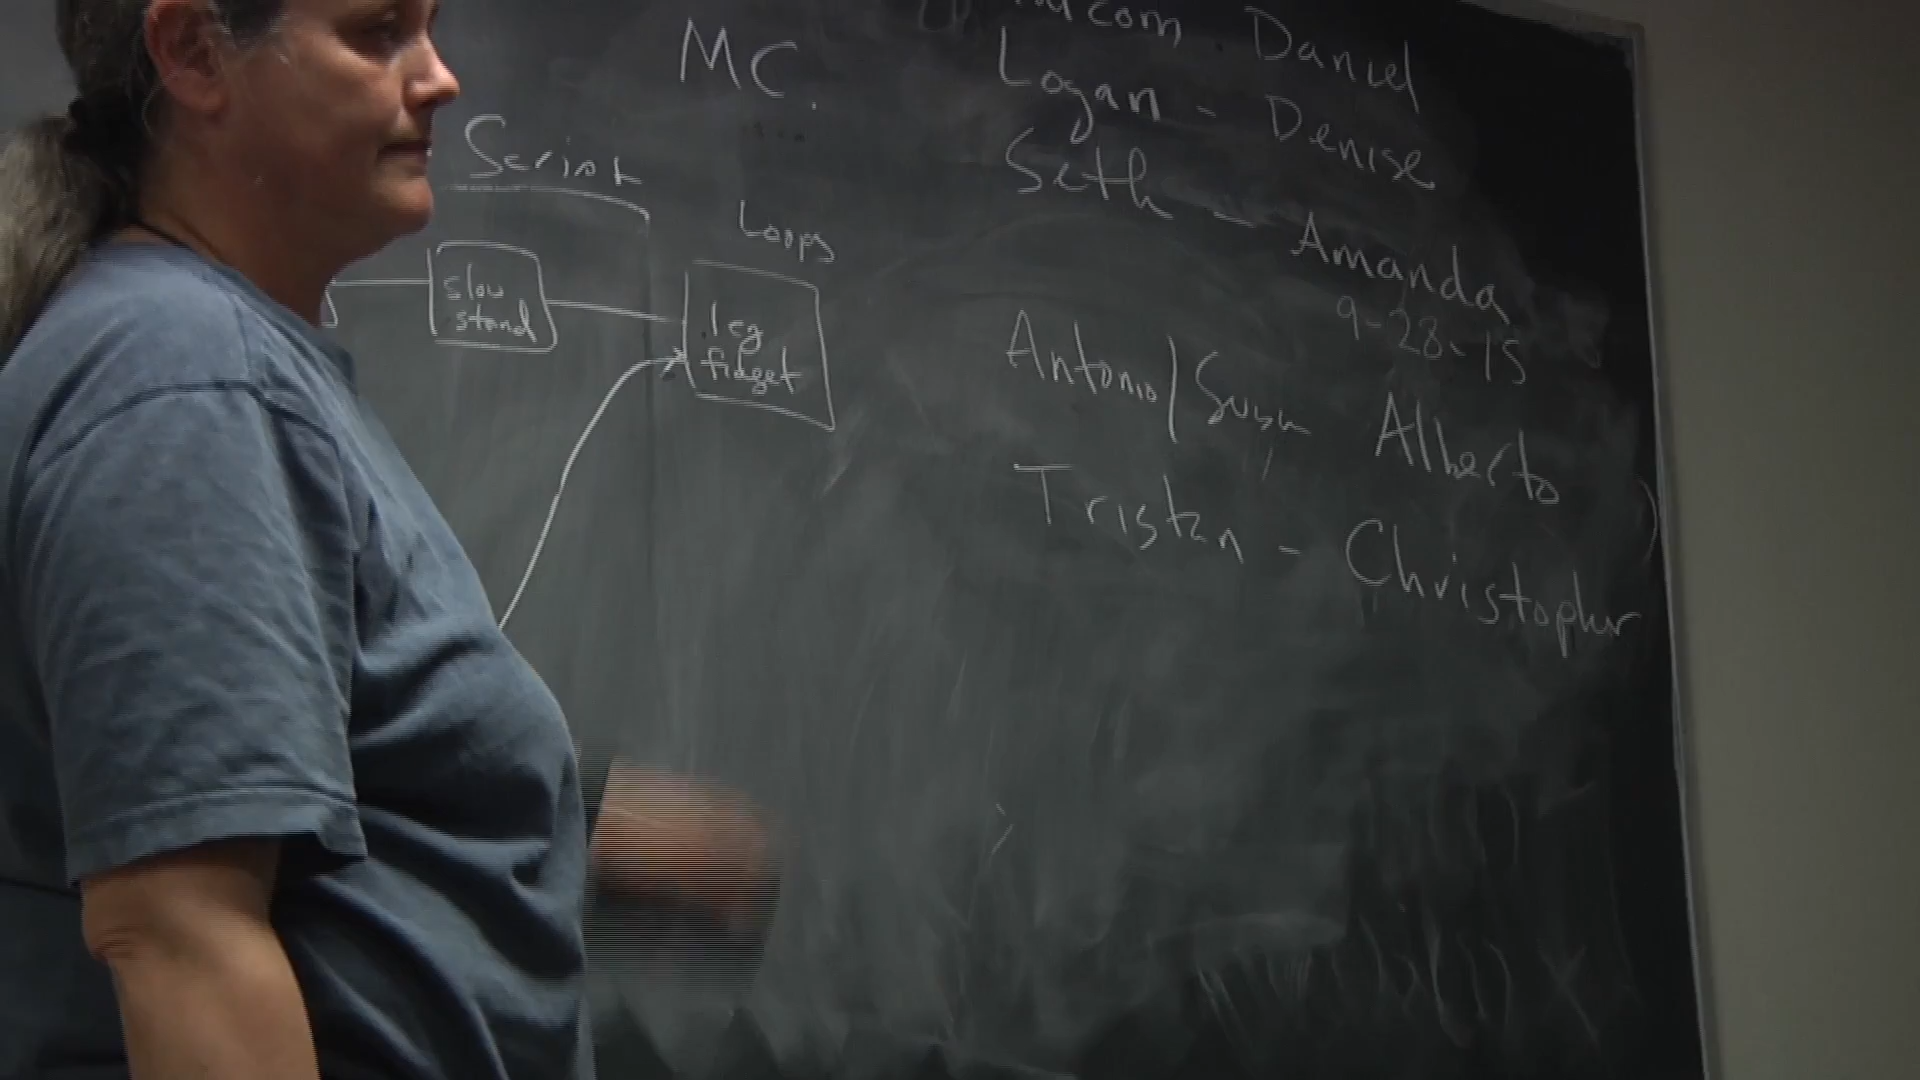 MC.
Script
Loops
slow
stand
leg
fidget
Daniel
Logan - Denise
Seth - Amanda
9-28-15
Antonio/Susan Alberto
Tristan - Christopher